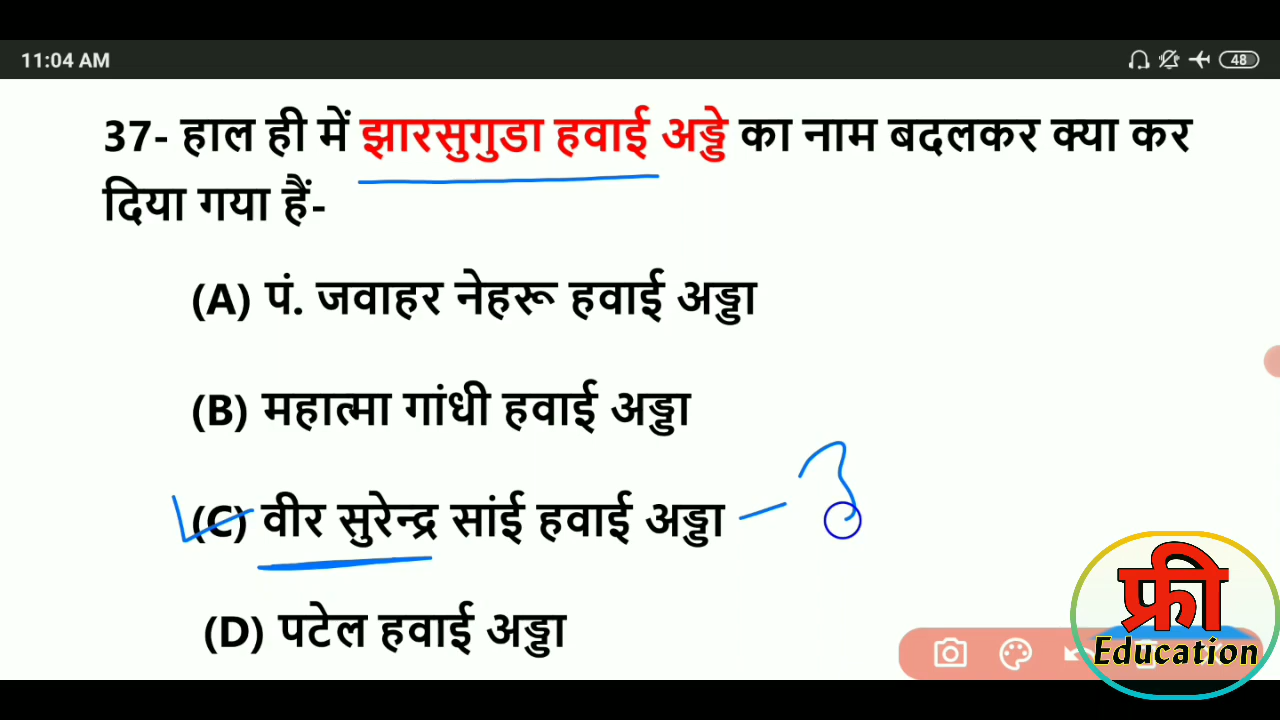 11:04 AM
48
37- हाल ही में झारसुगुडा हवाई अड्डे का नाम बदलकर क्या कर
दिया गया हैं-
(A) पं. जवाहर नेहरू हवाई अड्डा
(B) महात्मा गांधी हवाई अड्डा
(C) वीर सुरेन्द्र सांई हवाई अड्डा –
(D) पटेल हवाई अड्डा
फ्री
Education